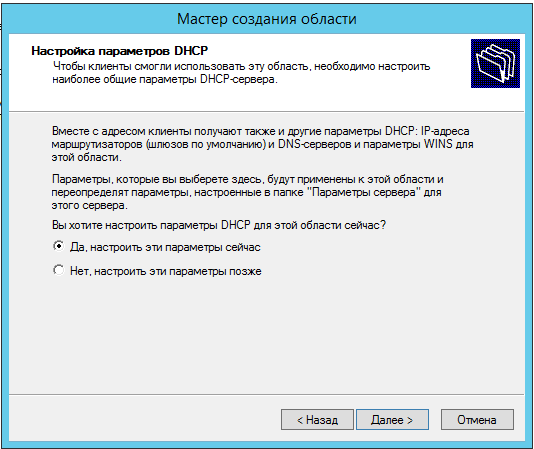 Мастер создания области
Настройка параметров DHCP
Чтобы клиенты смогли использовать эту область, необходимо настроить
наиболее общие параметры DHCP-сервера.
Вместе с адресом клиенты получают также и другие параметры DHCP: IP-адреса
маршрутизаторов (шлюзов по умолчанию) и DNS-серверов и параметры WINS для
этой области.
Параметры, которые вы выберете здесь, будут применены к этой области и
переопределят параметры, настроенные в папке "Параметры сервера" для
этого сервера.
Вы хотите настроить параметры DHCP для этой области сейчас?
Да, настроить эти параметры сейчас
Нет, настроить эти параметры позже
< Назад
Далее >
Отмена